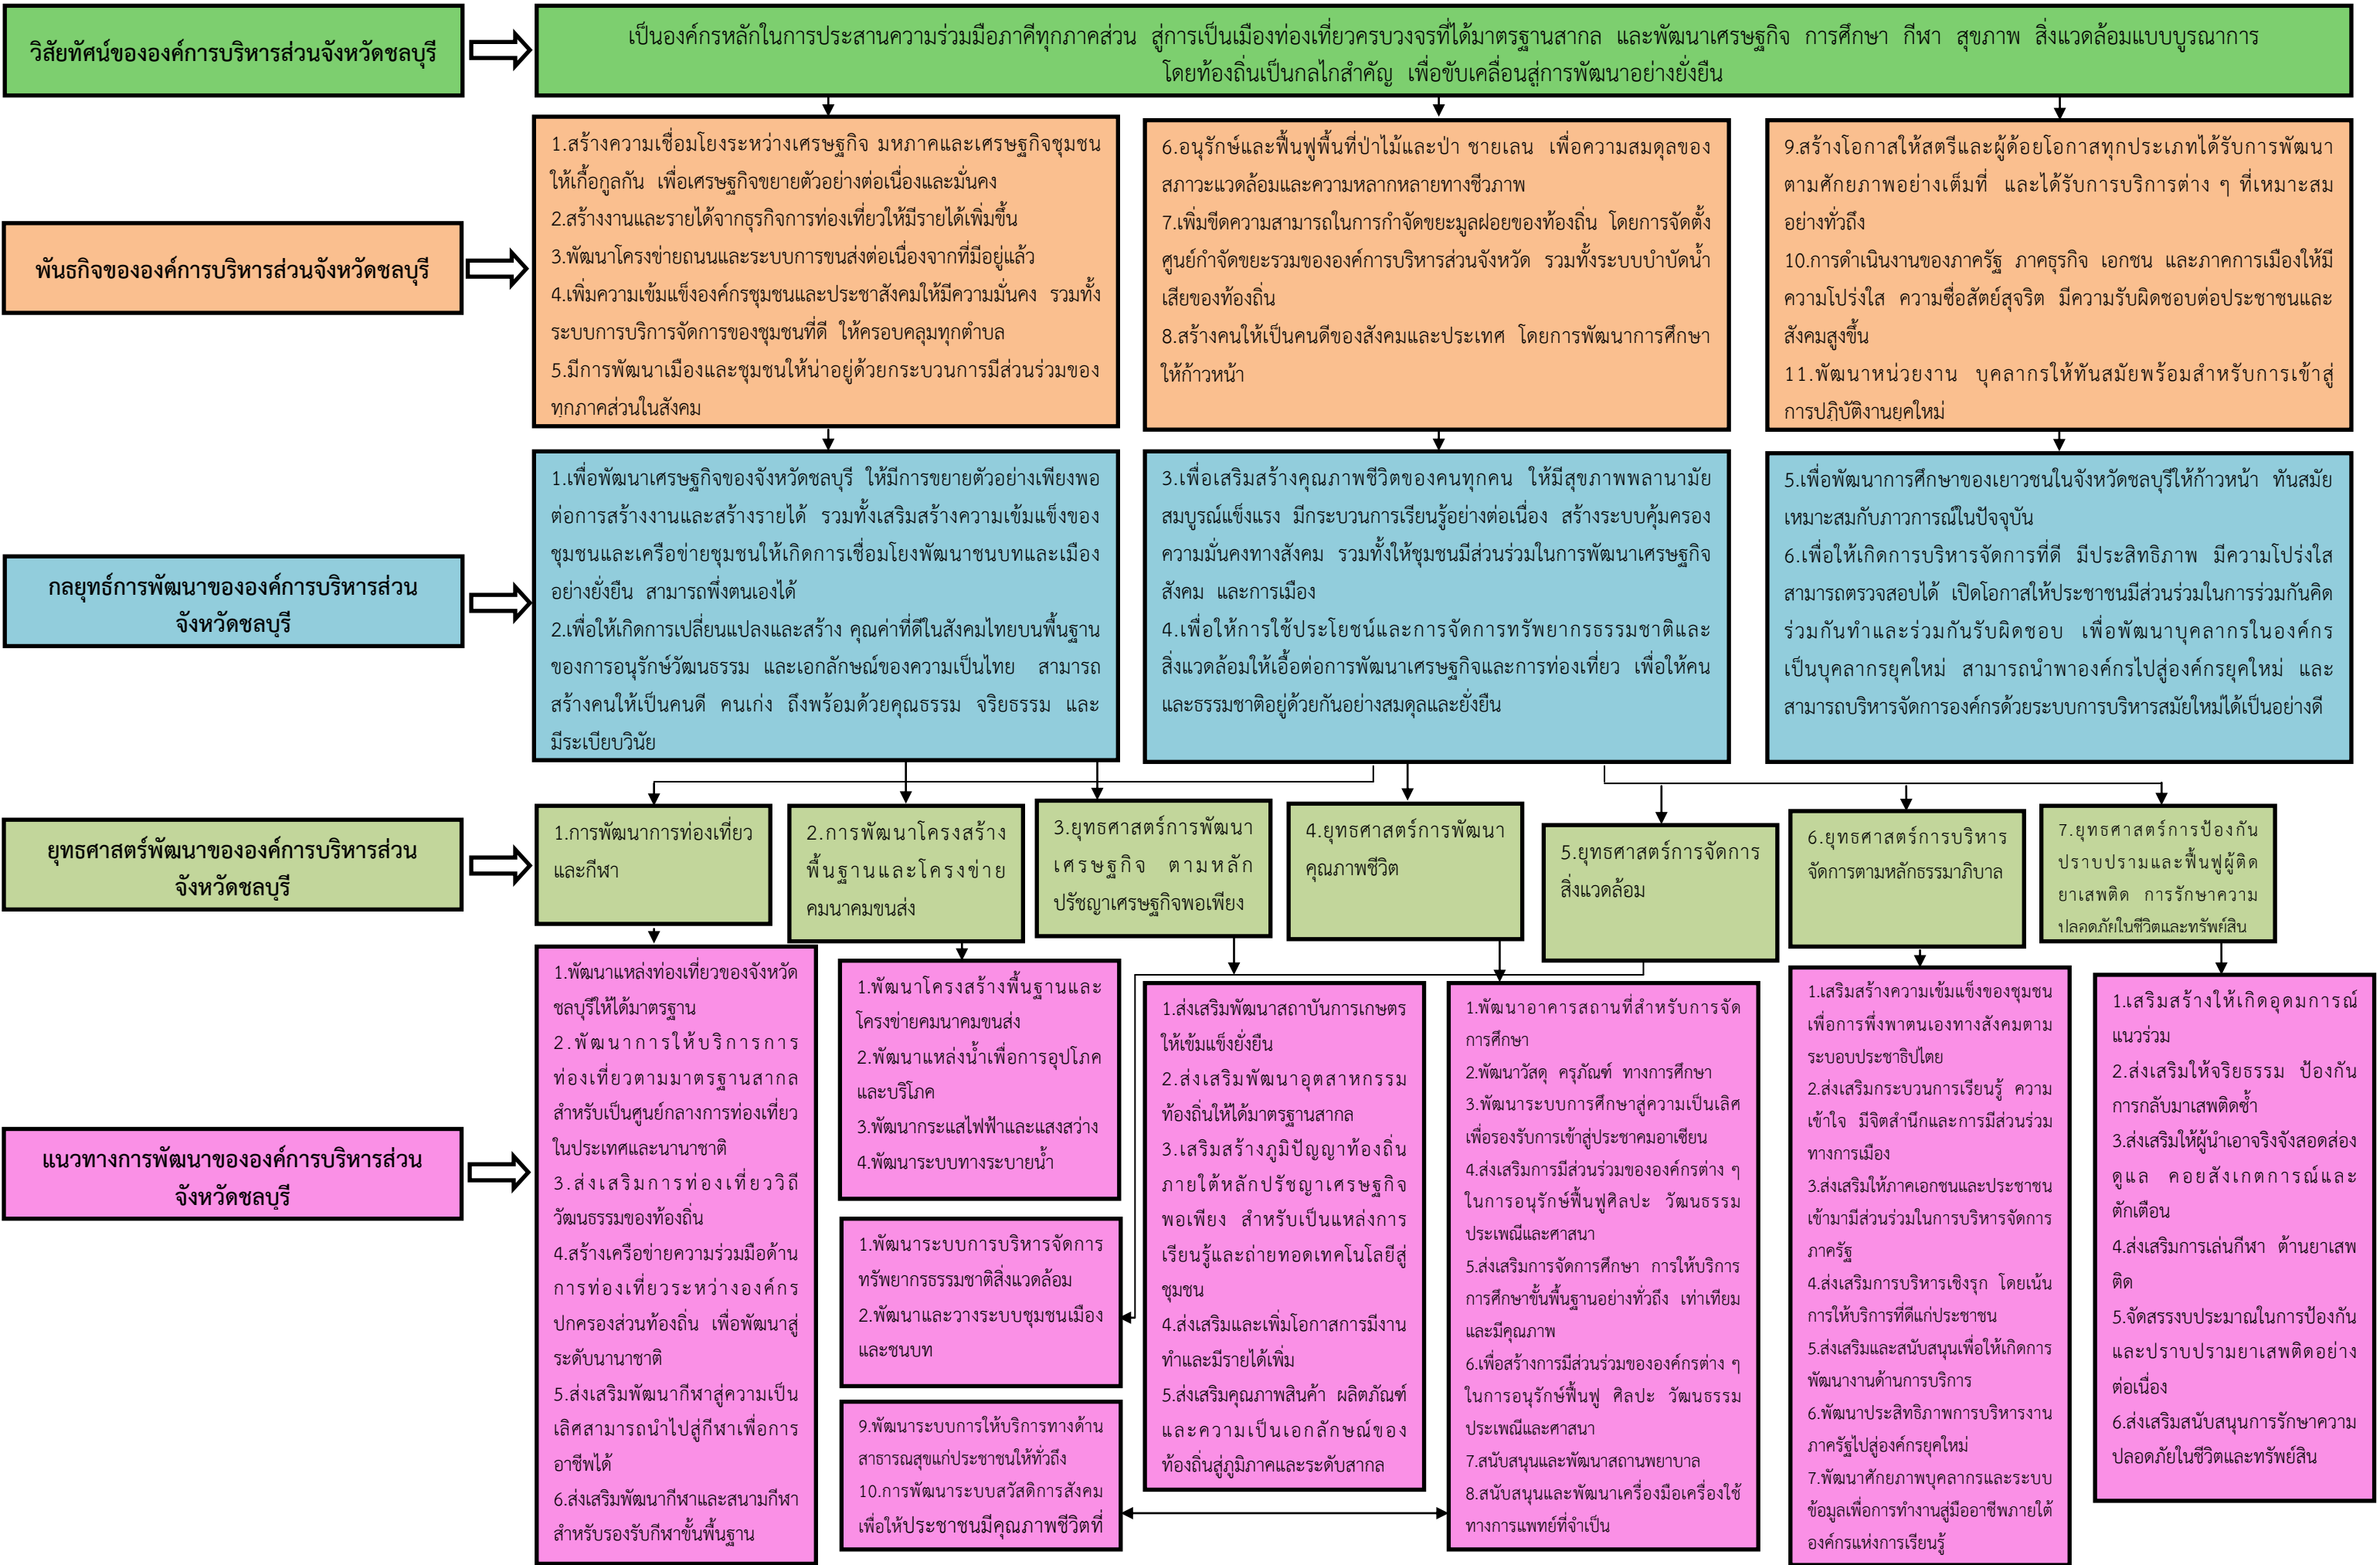 วิสัยทัศน์ขององค์การบริหารส่วนจังหวัดชลบุรี
เป็นองค์กรหลักในการประสานความร่วมมือภาคีทุกภาคส่วน สู่การเป็นเมืองท่องเที่ยวครบวงจรที่ได้มาตรฐานสากล และพัฒนาเศรษฐกิจ การศึกษา กีฬา สุขภาพ สิ่งแวดล้อมแบบบูรณาการ
โดยท้องถิ่นเป็นกลไกสำคัญ เพื่อขับเคลื่อนสู่การพัฒนาอย่างยั่งยืน
พันธกิจขององค์การบริหารส่วนจังหวัดชลบุรี
1.สร้างความเชื่อมโยงระหว่างเศรษฐกิจ มหภาคและเศรษฐกิจชุมชน
ให้เกื้อกูลกัน เพื่อเศรษฐกิจขยายตัวอย่างต่อเนื่องและมั่นคง
2.สร้างงานและรายได้จากธุรกิจการท่องเที่ยวให้มีรายได้เพิ่มขึ้น
3.พัฒนาโครงข่ายถนนและระบบการขนส่งต่อเนื่องจากที่มีอยู่แล้ว
4.เพิ่มความเข้มแข็งองค์กรชุมชนและประชาสังคมให้มีความมั่นคง รวมทั้ง
ระบบการบริการจัดการของชุมชนที่ดี ให้ครอบคลุมทุกตำบล
5.มีการพัฒนาเมืองและชุมชนให้น่าอยู่ด้วยกระบวนการมีส่วนร่วมของ
ทุกภาคส่วนในสังคม
6.อนุรักษ์และฟื้นฟูพื้นที่ป่าไม้และป่า ชายเลน เพื่อความสมดุลของ
สภาวะแวดล้อมและความหลากหลายทางชีวภาพ
7.เพิ่มขีดความสามารถในการกำจัดขยะมูลฝอยของท้องถิ่น โดยการจัดตั้ง
ศูนย์กำจัดขยะรวมขององค์การบริหารส่วนจังหวัด รวมทั้งระบบบำบัดน้ำ
เสียของท้องถิ่น
8.สร้างคนให้เป็นคนดีของสังคมและประเทศ โดยการพัฒนาการศึกษา
ให้ก้าวหน้า
9.สร้างโอกาสให้สตรีและผู้ด้อยโอกาสทุกประเภทได้รับการพัฒนา
ตามศักยภาพอย่างเต็มที่ และได้รับการบริการต่าง ๆ ที่เหมาะสม
อย่างทั่วถึง
10.การดำเนินงานของภาครัฐ ภาคธุรกิจ เอกชน และภาคการเมืองให้มี
ความโปร่งใส ความซื่อสัตย์สุจริต มีความรับผิดชอบต่อประชาชนและ
สังคมสูงขึ้น
11.พัฒนาหน่วยงาน บุคลากรให้ทันสมัยพร้อมสำหรับการเข้าสู่
การปฏิบัติงานยุคใหม่
กลยุทธ์การพัฒนาขององค์การบริหารส่วน
จังหวัดชลบุรี
1.เพื่อพัฒนาเศรษฐกิจของจังหวัดชลบุรี ให้มีการขยายตัวอย่างเพียงพอ
ต่อการสร้างงานและสร้างรายได้ รวมทั้งเสริมสร้างความเข้มแข็งของ
ชุมชนและเครือข่ายชุมชนให้เกิดการเชื่อมโยงพัฒนาชนบทและเมือง
อย่างยั่งยืน สามารถพึ่งตนเองได้
2.เพื่อให้เกิดการเปลี่ยนแปลงและสร้าง คุณค่าที่ดีในสังคมไทยบนพื้นฐาน
ของการอนุรักษ์วัฒนธรรม และเอกลักษณ์ของความเป็นไทย สามารถ
สร้างคนให้เป็นคนดี คนเก่ง ถึงพร้อมด้วยคุณธรรม จริยธรรม และ
มีระเบียบวินัย
3.เพื่อเสริมสร้างคุณภาพชีวิตของคนทุกคน ให้มีสุขภาพพลานามัย
สมบูรณ์แข็งแรง มีกระบวนการเรียนรู้อย่างต่อเนื่อง สร้างระบบคุ้มครอง
ความมั่นคงทางสังคม รวมทั้งให้ชุมชนมีส่วนร่วมในการพัฒนาเศรษฐกิจ
สังคม และการเมือง
4.เพื่อให้การใช้ประโยชน์และการจัดการทรัพยากรธรรมชาติและ
สิ่งแวดล้อมให้เอื้อต่อการพัฒนาเศรษฐกิจและการท่องเที่ยว เพื่อให้คน
และธรรมชาติอยู่ด้วยกันอย่างสมดุลและยั่งยืน
5.เพื่อพัฒนาการศึกษาของเยาวชนในจังหวัดชลบุรีให้ก้าวหน้า ทันสมัย
เหมาะสมกับภาวการณ์ในปัจจุบัน
6.เพื่อให้เกิดการบริหารจัดการที่ดี มีประสิทธิภาพ มีความโปร่งใส
สามารถตรวจสอบได้ เปิดโอกาสให้ประชาชนมีส่วนร่วมในการร่วมกันคิด
ร่วมกันทำและร่วมกันรับผิดชอบ เพื่อพัฒนาบุคลากรในองค์กร
เป็นบุคลากรยุคใหม่ สามารถนำพาองค์กรไปสู่องค์กรยุคใหม่ และ
สามารถบริหารจัดการองค์กรด้วยระบบการบริหารสมัยใหม่ได้เป็นอย่างดี
ยุทธศาสตร์พัฒนาขององค์การบริหารส่วน
จังหวัดชลบุรี
1.การพัฒนาการท่องเที่ยว
และกีฬา
2.การพัฒนาโครงสร้าง
พื้นฐานและโครงข่าย
คมนาคมขนส่ง
3.ยุทธศาสตร์การพัฒนา
เศรษฐกิจ ตามหลัก
ปรัชญาเศรษฐกิจพอเพียง
4.ยุทธศาสตร์การพัฒนา
คุณภาพชีวิต
5.ยุทธศาสตร์การจัดการ
สิ่งแวดล้อม
6.ยุทธศาสตร์การบริหาร
จัดการตามหลักธรรมาภิบาล
7.ยุทธศาสตร์การป้องกัน
ปราบปรามและฟื้นฟูผู้ติด
ยาเสพติด การรักษาความ
ปลอดภัยในชีวิตและทรัพย์สิน
แนวทางการพัฒนาขององค์การบริหารส่วน
จังหวัดชลบุรี
1.พัฒนาแหล่งท่องเที่ยวของจังหวัด
ชลบุรีให้ได้มาตรฐาน
2.พัฒนาการให้บริการการ
ท่องเที่ยวตามมาตรฐานสากล
สำหรับเป็นศูนย์กลางการท่องเที่ยว
ในประเทศและนานาชาติ
3.ส่งเสริมการท่องเที่ยววิถี
วัฒนธรรมของท้องถิ่น
4.สร้างเครือข่ายความร่วมมือด้าน
การท่องเที่ยวระหว่างองค์กร
ปกครองส่วนท้องถิ่น เพื่อพัฒนาสู่
ระดับนานาชาติ
5.ส่งเสริมพัฒนากีฬาสู่ความเป็น
เลิศสามารถนำไปสู่กีฬาเพื่อการ
อาชีพได้
6.ส่งเสริมพัฒนากีฬาและสนามกีฬา
สำหรับรองรับกีฬาขั้นพื้นฐาน
1.พัฒนาโครงสร้างพื้นฐานและ
โครงข่ายคมนาคมขนส่ง
2.พัฒนาแหล่งน้ำเพื่อการอุปโภค
และบริโภค
3.พัฒนากระแสไฟฟ้าและแสงสว่าง
4.พัฒนาระบบทางระบายน้ำ
1.พัฒนาระบบการบริหารจัดการ
ทรัพยากรธรรมชาติสิ่งแวดล้อม
2.พัฒนาและวางระบบชุมชนเมือง
และชนบท
9.พัฒนาระบบการให้บริการทางด้าน
สาธารณสุขแก่ประชาชนให้ทั่วถึง
10.การพัฒนาระบบสวัสดิการสังคม
เพื่อให้ประชาชนมีคุณภาพชีวิตที่
1.ส่งเสริมพัฒนาสถาบันการเกษตร
ให้เข้มแข็งยั่งยืน
2.ส่งเสริมพัฒนาอุตสาหกรรม
ท้องถิ่นให้ได้มาตรฐานสากล
3.เสริมสร้างภูมิปัญญาท้องถิ่น
ภายใต้หลักปรัชญาเศรษฐกิจ
พอเพียง สำหรับเป็นแหล่งการ
เรียนรู้และถ่ายทอดเทคโนโลยีสู่
ชุมชน
4.ส่งเสริมและเพิ่มโอกาสการมีงาน
ทำและมีรายได้เพิ่ม
5.ส่งเสริมคุณภาพสินค้า ผลิตภัณฑ์
และความเป็นเอกลักษณ์ของ
ท้องถิ่นสู่ภูมิภาคและระดับสากล
1.พัฒนาอาคารสถานที่สำหรับการจัด
การศึกษา
2.พัฒนาวัสดุ ครุภัณฑ์ ทางการศึกษา
3.พัฒนาระบบการศึกษาสู่ความเป็นเลิศ
เพื่อรองรับการเข้าสู่ประชาคมอาเซียน
4.ส่งเสริมการมีส่วนร่วมขององค์กรต่าง ๆ
ในการอนุรักษ์ฟื้นฟูศิลปะ วัฒนธรรม
ประเพณีและศาสนา
5.ส่งเสริมการจัดการศึกษา การให้บริการ
การศึกษาขั้นพื้นฐานอย่างทั่วถึง เท่าเทียม
และมีคุณภาพ
6.เพื่อสร้างการมีส่วนร่วมขององค์กรต่าง ๆ
ในการอนุรักษ์ฟื้นฟู ศิลปะ วัฒนธรรม
ประเพณีและศาสนา
7.สนับสนุนและพัฒนาสถานพยาบาล
8.สนับสนุนและพัฒนาเครื่องมือเครื่องใช้
ทางการแพทย์ที่จำเป็น
1.เสริมสร้างความเข้มแข็งของชุมชน
เพื่อการพึ่งพาตนเองทางสังคมตาม
ระบอบประชาธิปไตย
2.ส่งเสริมกระบวนการเรียนรู้ ความ
เข้าใจ มีจิตสำนึกและการมีส่วนร่วม
ทางการเมือง
3.ส่งเสริมให้ภาคเอกชนและประชาชน
เข้ามามีส่วนร่วมในการบริหารจัดการ
ภาครัฐ
4.ส่งเสริมการบริหารเชิงรุก โดยเน้น
การให้บริการที่ดีแก่ประชาชน
5.ส่งเสริมและสนับสนุนเพื่อให้เกิดการ
พัฒนางานด้านการบริการ
6.พัฒนาประสิทธิภาพการบริหารงาน
ภาครัฐไปสู่องค์กรยุคใหม่
7.พัฒนาศักยภาพบุคลากรและระบบ
ข้อมูลเพื่อการทำงานสู่มืออาชีพภายใต้
องค์กรแห่งการเรียนรู้
1.เสริมสร้างให้เกิดอุดมการณ์
แนวร่วม
2.ส่งเสริมให้จริยธรรม ป้องกัน
การกลับมาเสพติดซ้ำ
3.ส่งเสริมให้ผู้นำเอาจริงจังสอดส่อง
ดูแล คอยสังเกตการณ์และ
ตักเตือน
4.ส่งเสริมการเล่นกีฬา ต้านยาเสพ
ติด
5.จัดสรรงบประมาณในการป้องกัน
และปราบปรามยาเสพติดอย่าง
ต่อเนื่อง
6.ส่งเสริมสนับสนุนการรักษาความ
ปลอดภัยในชีวิตและทรัพย์สิน